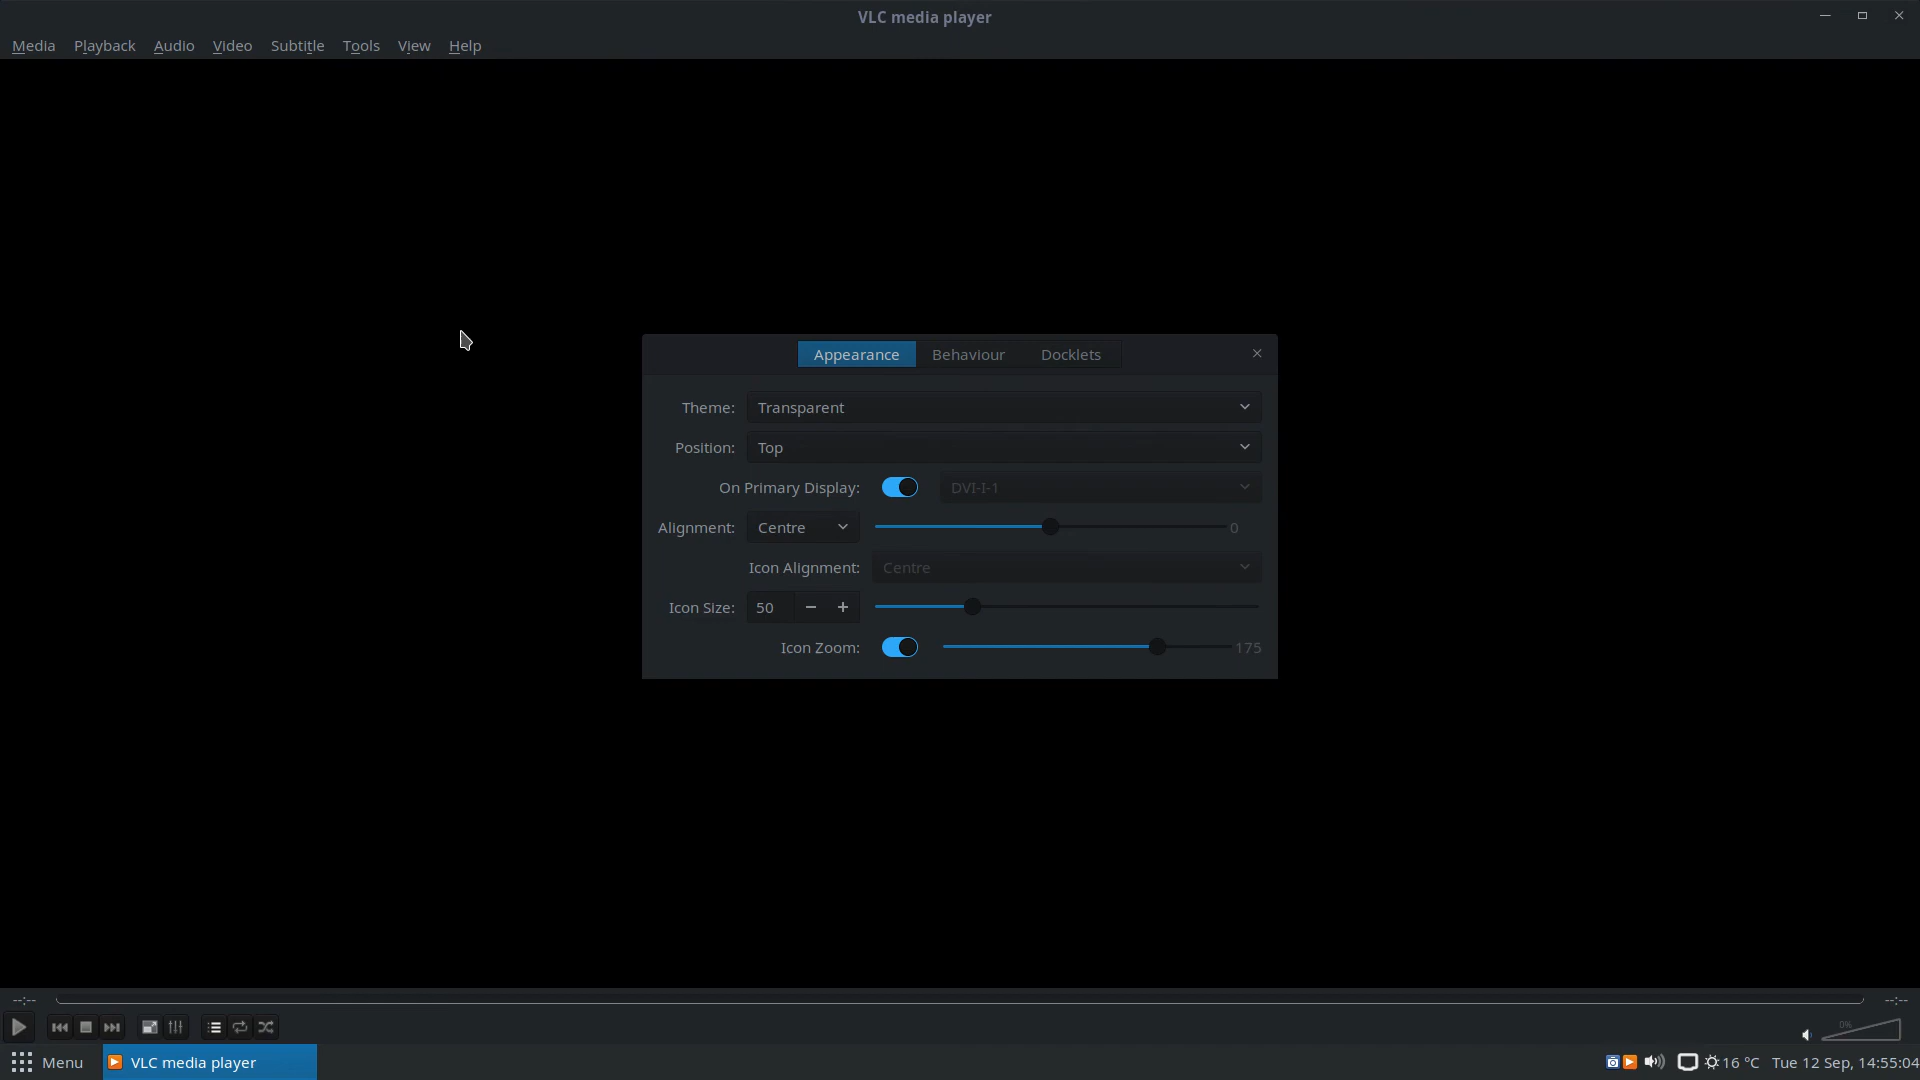 VLC media player
Media Playback Audio Video Subtitle Tools View Help
Appearance Behaviour Docklets
Theme: Transparent
Position: Top
On Primary Display: DVI-I-1
Alignment: Centre 0
Icon Alignment: Centre
Icon Size: 50
Icon Zoom: 175
--:-- --:--
0%
Menu VLC media player 16 °C Tue 12 Sep, 14:55:04